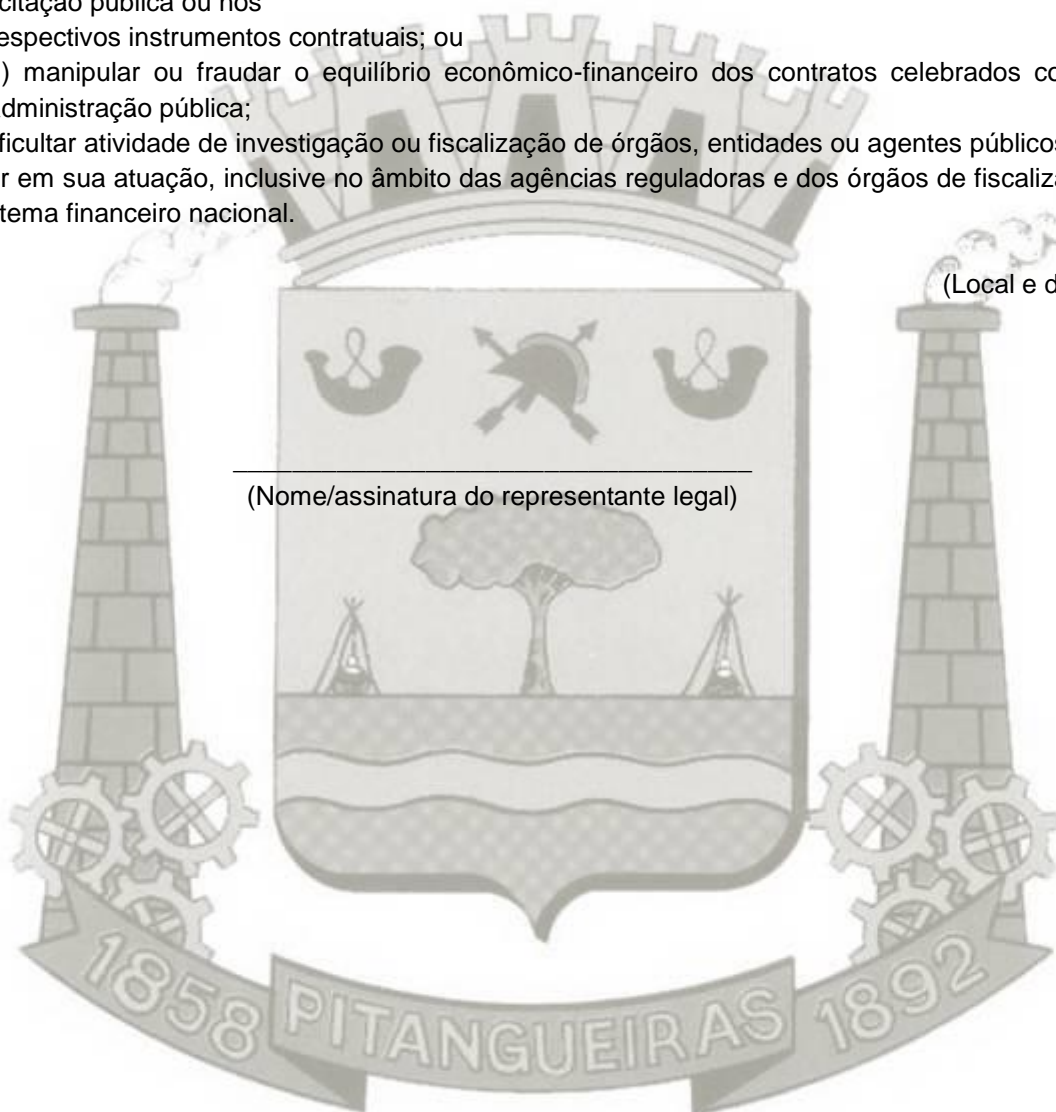 citação pública ou nos
espectivos instrumentos contratuais; ou
) manipular ou fraudar o equilíbrio econômico-financeiro dos contratos celebrados co
administração pública;
ficultar atividade de investigação ou fiscalização de órgãos, entidades ou agentes públicos
r em sua atuação, inclusive no âmbito das agências reguladoras e dos órgãos de fiscaliza
tema financeiro nacional.
(Local e d
(Nome/assinatura do representante legal)
1858 PITANGUEIRAS 1892